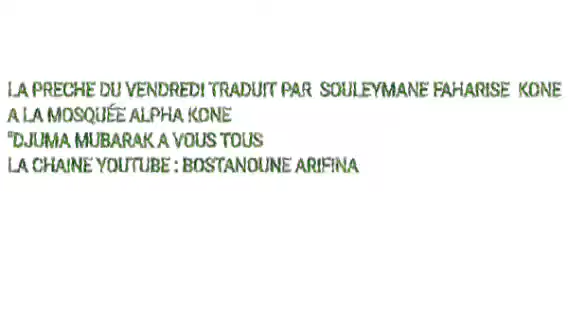 LA PRECHE DU VENDREDI TRADUIT PAR SOULEYMANE FAHARISE KONE
A LA MOSQUÉE ALPHA KONE
"DJUMA MUBARAK A VOUS TOUS
LA CHAINE YOUTUBE : BOSTANOUNE ARIFINA